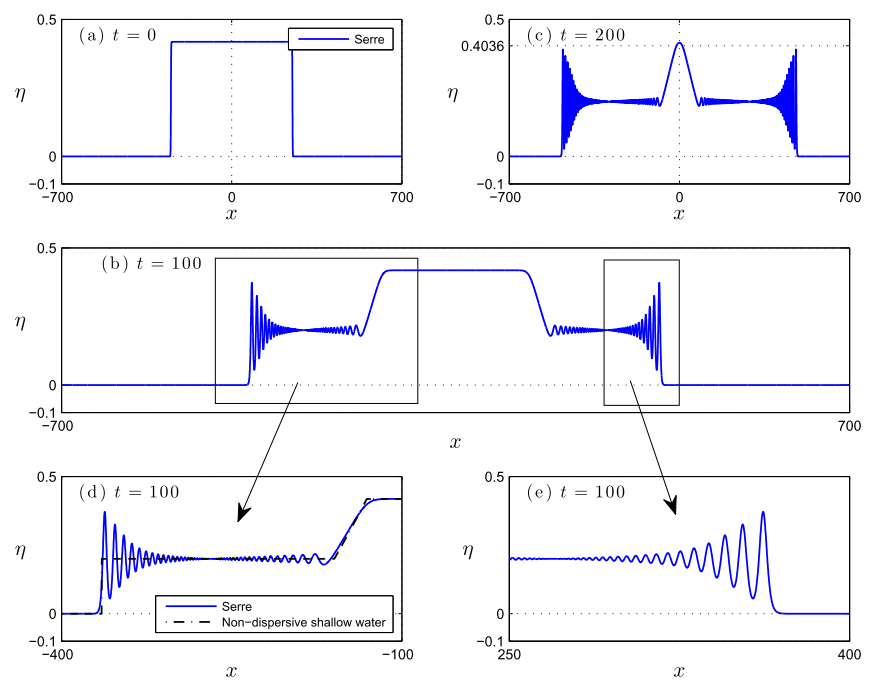 0.5
(a) t = 0
Serre
η
0
−0.1
−700
0
700
x
0.5
(c) t = 200
0.4036
η
0
−0.1
−700
0
700
x
0.5
(b) t = 100
η
0
−0.1
−700
700
x
0.5
(d) t = 100
η
0
Serre
Non−dispersive shallow water
−0.1
−400
−100
x
0.5
(e) t = 100
η
0
−0.1
250
400
x